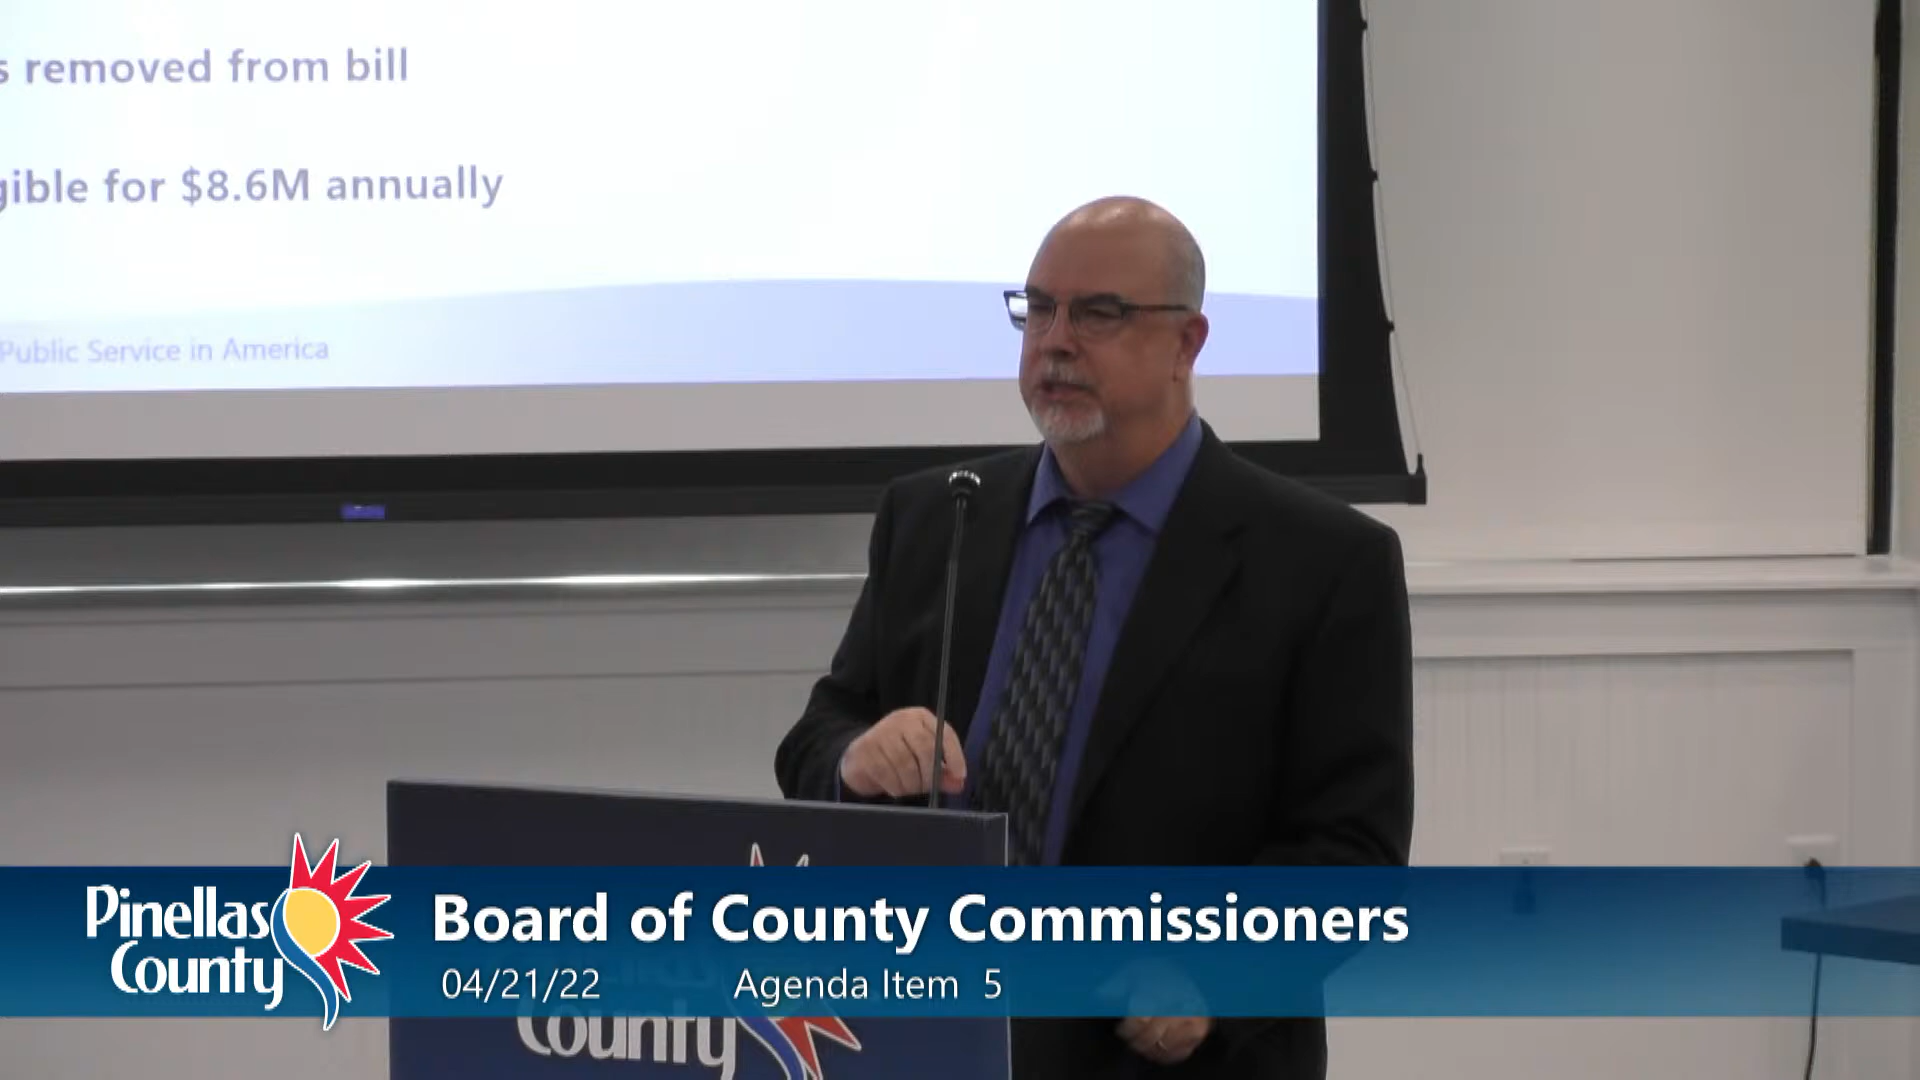 removed from bill
for $8.6M annually
Public Service in America
Pinellas
County
Board of County Commissioners
04/21/22 Agenda Item 5
County